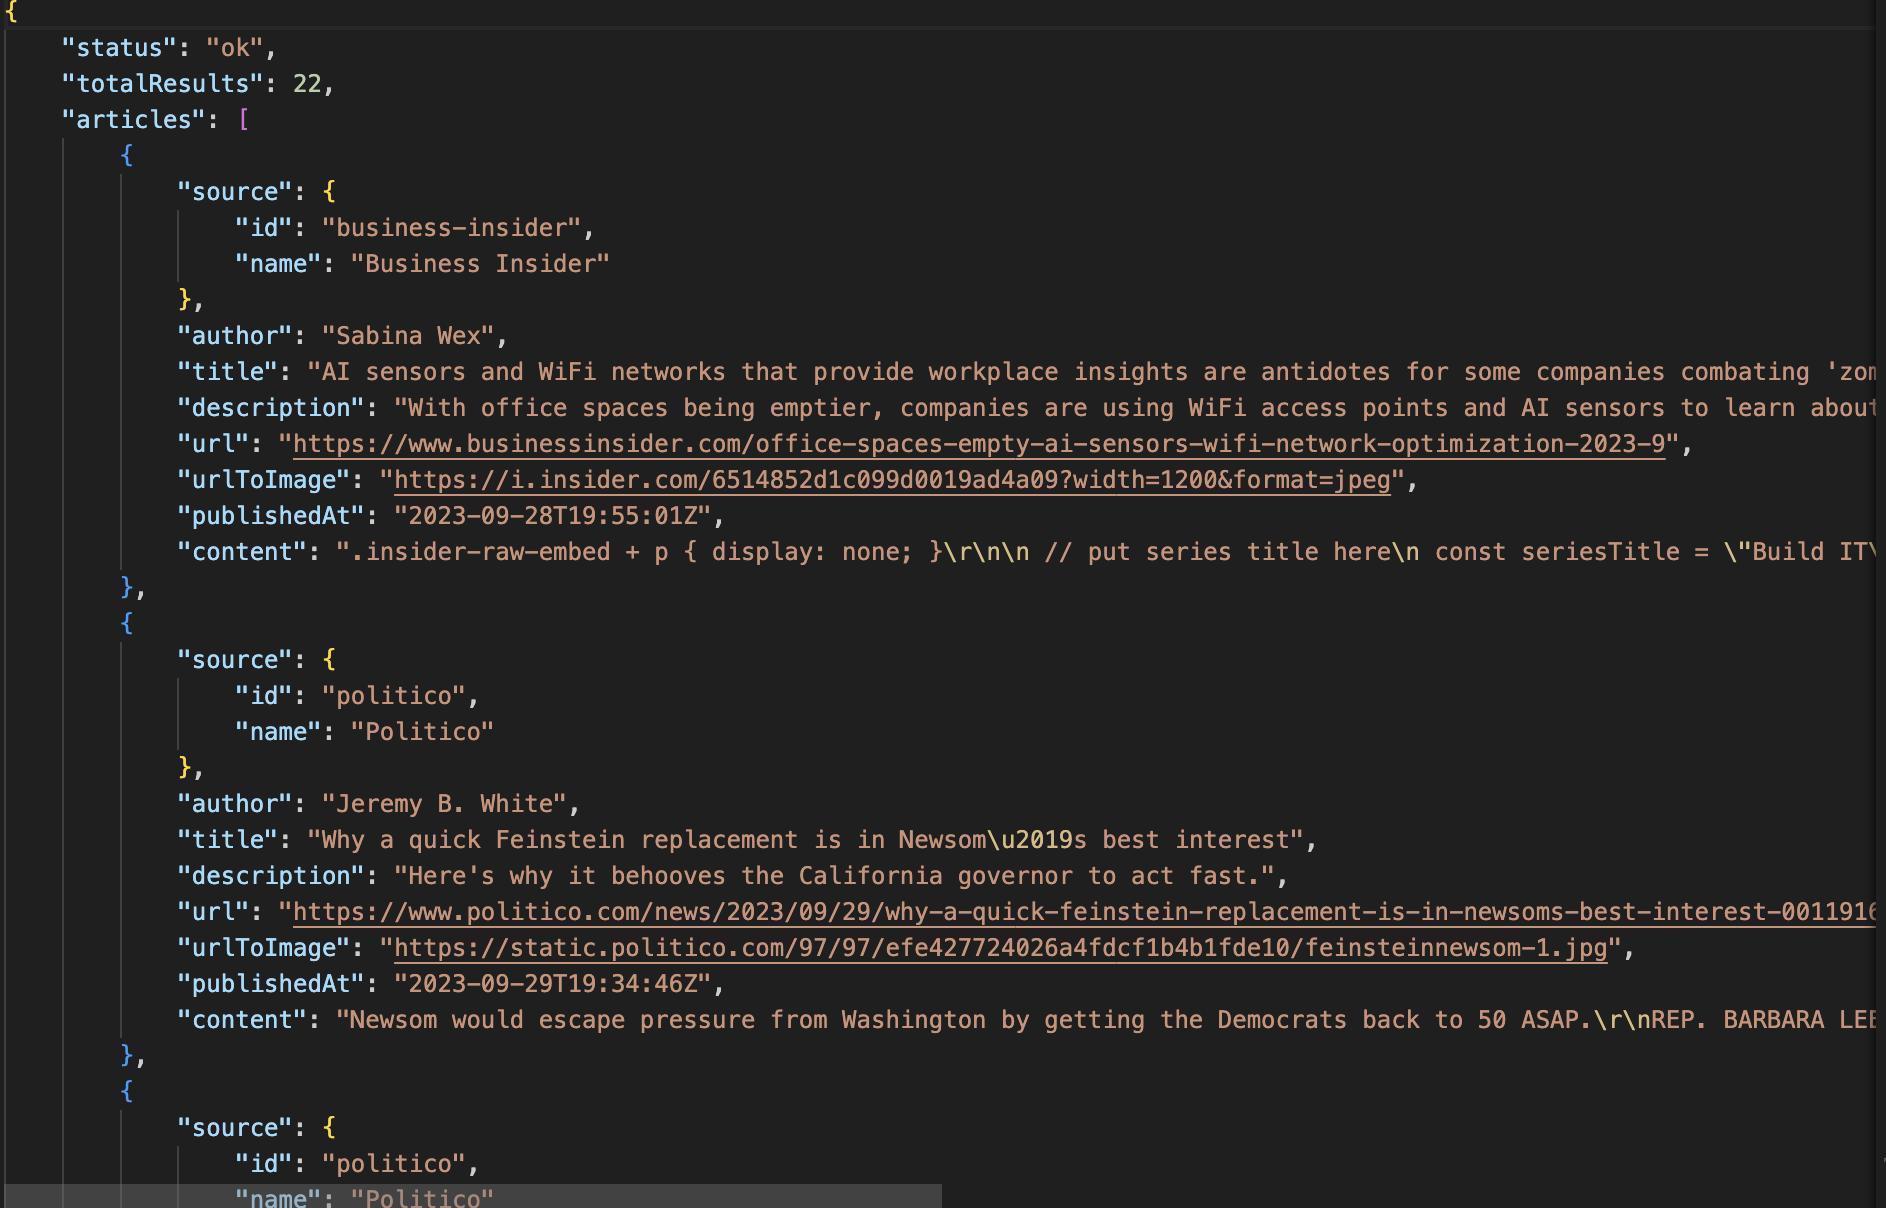 {
"status": "ok",
"totalResults": 22,
"articles": [
{
"source": {
"id": "business-insider",
"name": "Business Insider"
},
"author": "Sabina Wex",
"title": "AI sensors and WiFi networks that provide workplace insights are antidotes for some companies combating 'zom
"description": "With office spaces being emptier, companies are using WiFi access points and AI sensors to learn about
"url": "https://www.businessinsider.com/office-spaces-empty-ai-sensors-wifi-network-optimization-2023-9",
"urlToImage": "https://i.insider.com/6514852d1c099d0019ad4a09?width=1200&format=jpeg",
"publishedAt": "2023-09-28T19:55:01Z",
"content": ".insider-raw-embed + p { display: none; }\r\n\n // put series title here\n const seriesTitle = \"Build IT\
},
{
"source": {
"id": "politico",
"name": "Politico"
},
"author": "Jeremy B. White",
"title": "Why a quick Feinstein replacement is in Newsom\u2019s best interest",
"description": "Here's why it behooves the California governor to act fast.",
"url": "https://www.politico.com/news/2023/09/29/why-a-quick-feinstein-replacement-is-in-newsoms-best-interest-0011916
"urlToImage": "https://static.politico.com/97/97/efe427724026a4fdcf1b4b1fde10/feinsteinnewsom-1.jpg",
"publishedAt": "2023-09-29T19:34:46Z",
"content": "Newsom would escape pressure from Washington by getting the Democrats back to 50 ASAP.\r\nREP. BARBARA LEE
},
{
"source": {
"id": "politico",
"name": "Politico"